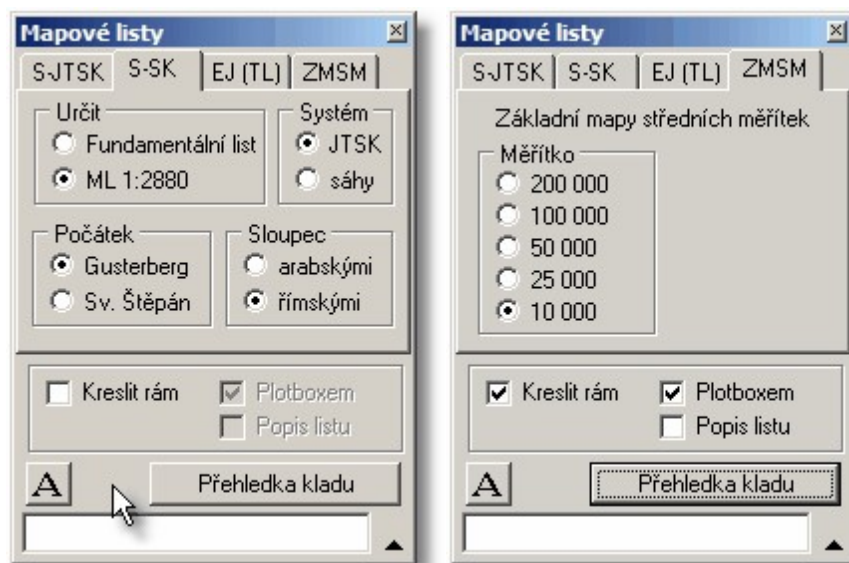 Mapové listy
S-JTSK S-SK EJ (TL) ZMSM
Určit
Fundamentální list
ML 1:2880
Systém
JTSK
sáhy
Počátek
Gusterberg
Sv. Štěpán
Sloupec
arabskými
římskými
Kreslit rám
Plotboxem
Popis listu
A
Přehledka kladu
Mapové listy
S-JTSK S-SK EJ (TL) ZMSM
Základní mapy středních měřítek
Měřítko
200 000
100 000
50 000
25 000
10 000
Kreslit rám
Plotboxem
Popis listu
A
Přehledka kladu